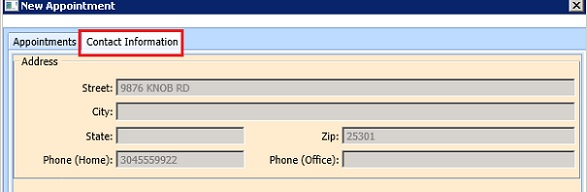 New Appointment
Appointments Contact Information
Address
Street: 9876 KNOB RD
City:
State: Zip: 25301
Phone (Home): 3045559922 Phone (Office):